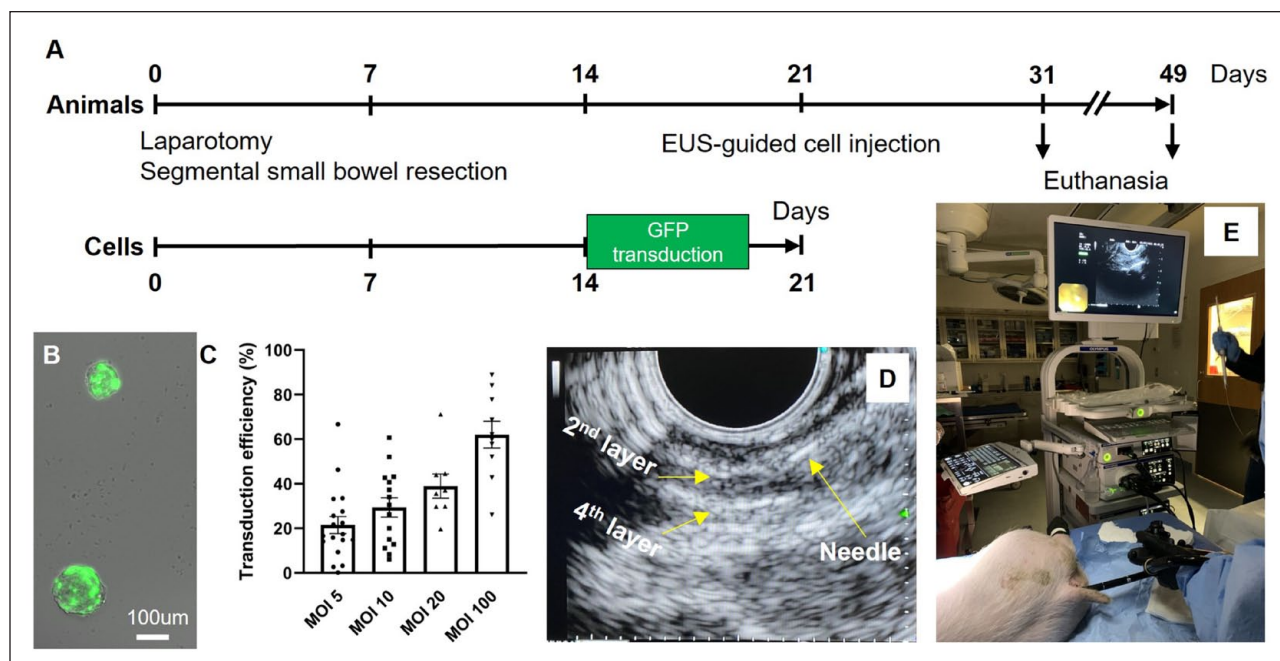 A
0 7 14 21 31 49 Days
Animals
Laparotomy
Segmental small bowel resection
EUS-guided cell injection
Euthanasia
Days
Cells
GFP
transduction
0 7 14 21
B
100um
C
Transduction efficiency (%)
100
80
60
40
20
0
MOI 5 MOI 10 MOI 20 MOI 100
D
2nd layer
4th layer
Needle
E
OLYMPUS